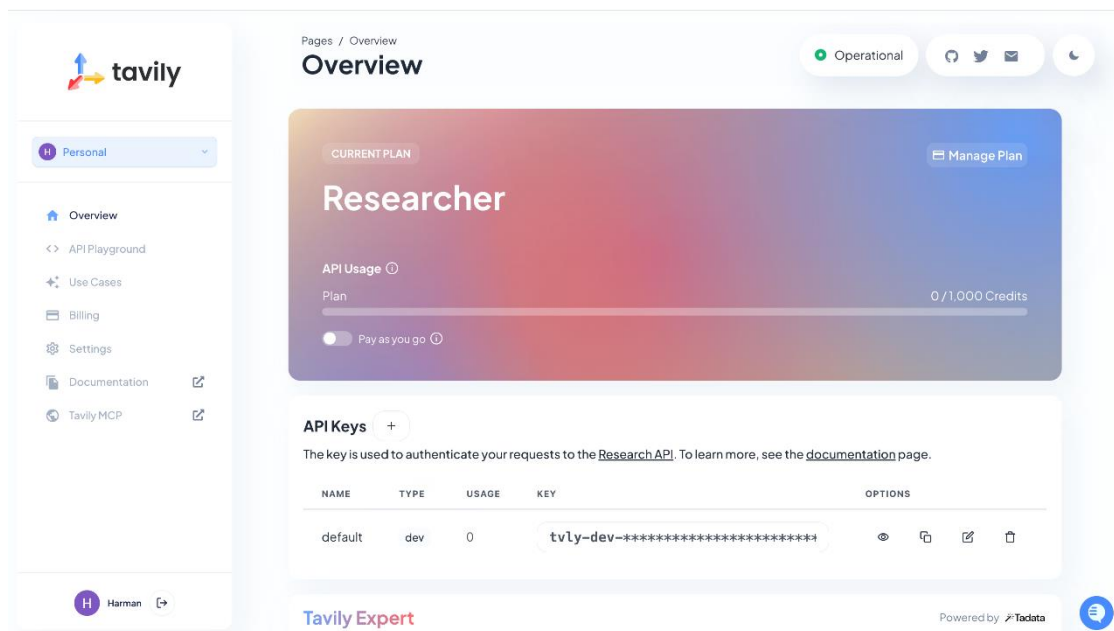 tavily
H Personal
Overview
API Playground
Use Cases
Billing
Settings
Documentation
Tavily MCP
H Harman
Pages / Overview
Overview
Operational
CURRENT PLAN
Manage Plan
Researcher
API Usage
Plan 0/1,000 Credits
Pay as you go
API Keys +
The key is used to authenticate your requests to the Research API. To learn more, see the documentation page.
NAME TYPE USAGE KEY OPTIONS
default dev 0 tvly-dev-************************
Tavily Expert
Powered by Tadata